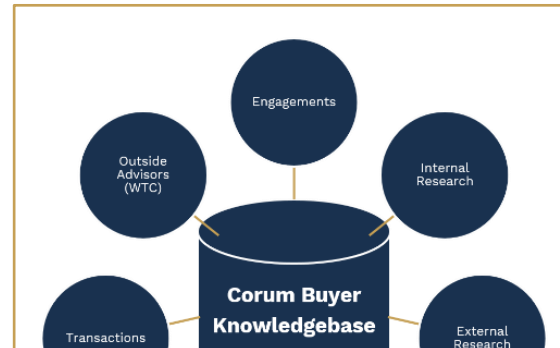 Engagements
Outside
Advisors
(WTC)
Internal
Research
Corum Buyer
Knowledgebase
Transactions
External
Research